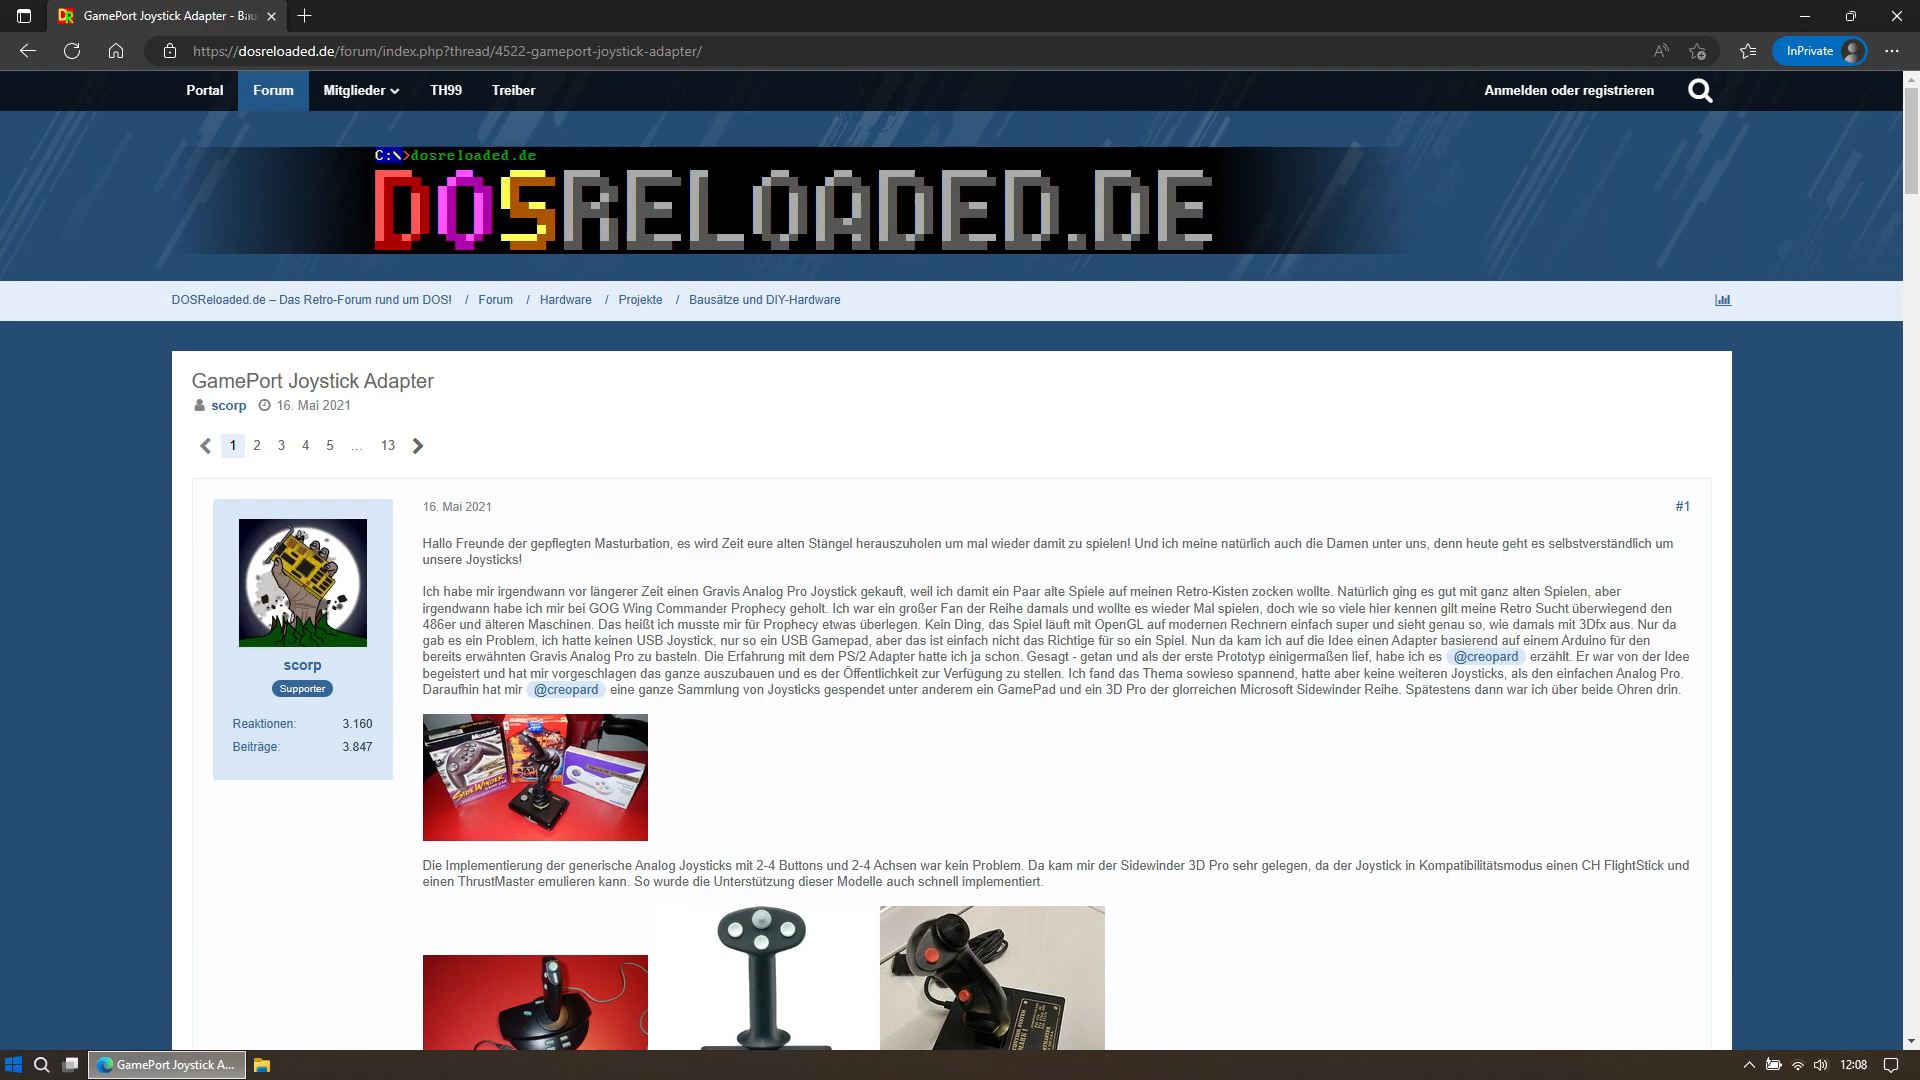 GamePort Joystick Adapter - Bau
https://dosreloaded.de/forum/index.php?thread/4522-gameport-joystick-adapter/
InPrivate
Portal Forum Mitglieder TH99 Treiber Anmelden oder registrieren
C:\>dosreloaded.de
DOSRELOADED.DE
DOSReloaded.de – Das Retro-Forum rund um DOS! / Forum / Hardware / Projekte / Bausätze und DIY-Hardware
GamePort Joystick Adapter
scorp 16. Mai 2021
1 2 3 4 5 … 13
16. Mai 2021 #1
scorp
Supporter
Reaktionen: 3.160
Beiträge: 3.847
Hallo Freunde der gepflegten Masturbation, es wird Zeit eure alten Stängel herauszuholen um mal wieder damit zu spielen! Und ich meine natürlich auch die Damen unter uns, denn heute geht es selbstverständlich um
unsere Joysticks!
Ich habe mir irgendwann vor längerer Zeit einen Gravis Analog Pro Joystick gekauft, weil ich damit ein Paar alte Spiele auf meinen Retro-Kisten zocken wollte. Natürlich ging es gut mit ganz alten Spielen, aber
irgendwann habe ich mir bei GOG Wing Commander Prophecy geholt. Ich war ein großer Fan der Reihe damals und wollte es wieder Mal spielen, doch wie so viele hier kennen gilt meine Retro Sucht überwiegend den
486er und älteren Maschinen. Das heißt ich musste mir für Prophecy etwas überlegen. Kein Ding, das Spiel läuft mit OpenGL auf modernen Rechnern einfach super und sieht genau so, wie damals mit 3Dfx aus. Nur da
gab es ein Problem, ich hatte keinen USB Joystick, nur so ein USB Gamepad, aber das ist einfach nicht das Richtige für so ein Spiel. Nun da kam ich auf die Idee einen Adapter basierend auf einem Arduino für den
bereits erwähnten Gravis Analog Pro zu basteln. Die Erfahrung mit dem PS/2 Adapter hatte ich ja schon. Gesagt - getan und als der erste Prototyp einigermaßen lief, habe ich es @creopard erzählt. Er war von der Idee
begeistert und hat mir vorgeschlagen das ganze auszubauen und es der Öffentlichkeit zur Verfügung zu stellen. Ich fand das Thema sowieso spannend, hatte aber keine weiteren Joysticks, als den einfachen Analog Pro.
Daraufhin hat mir @creopard eine ganze Sammlung von Joysticks gespendet unter anderem ein GamePad und ein 3D Pro der glorreichen Microsoft Sidewinder Reihe. Spätestens dann war ich über beide Ohren drin.
Microsoft
SIDEWINDER
Die Implementierung der generische Analog Joysticks mit 2-4 Buttons und 2-4 Achsen war kein Problem. Da kam mir der Sidewinder 3D Pro sehr gelegen, da der Joystick in Kompatibilitätsmodus einen CH FlightStick und
einen ThrustMaster emulieren kann. So wurde die Unterstützung dieser Modelle auch schnell implementiert.
GamePort Joystick A...
12:08